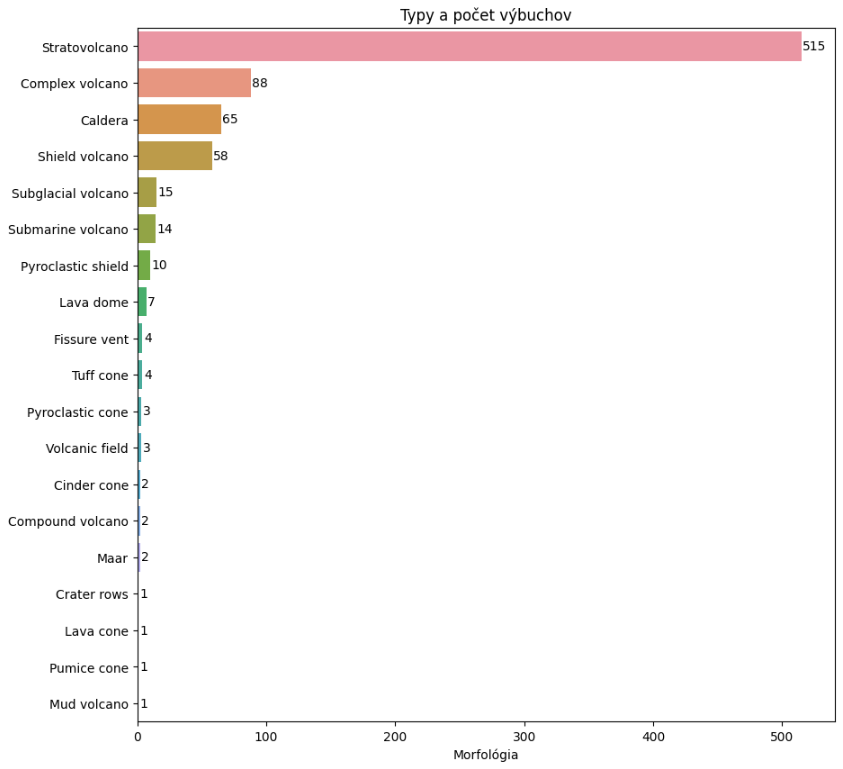 Typy a počet výbuchov
Stratovolcano 515
Complex volcano 88
Caldera 65
Shield volcano 58
Subglacial volcano 15
Submarine volcano 14
Pyroclastic shield 10
Lava dome 7
Fissure vent 4
Tuff cone 4
Pyroclastic cone 3
Volcanic field 3
Cinder cone 2
Compound volcano 2
Maar 2
Crater rows 1
Lava cone 1
Pumice cone 1
Mud volcano 1
0 100 200 300 400 500
Morfológia